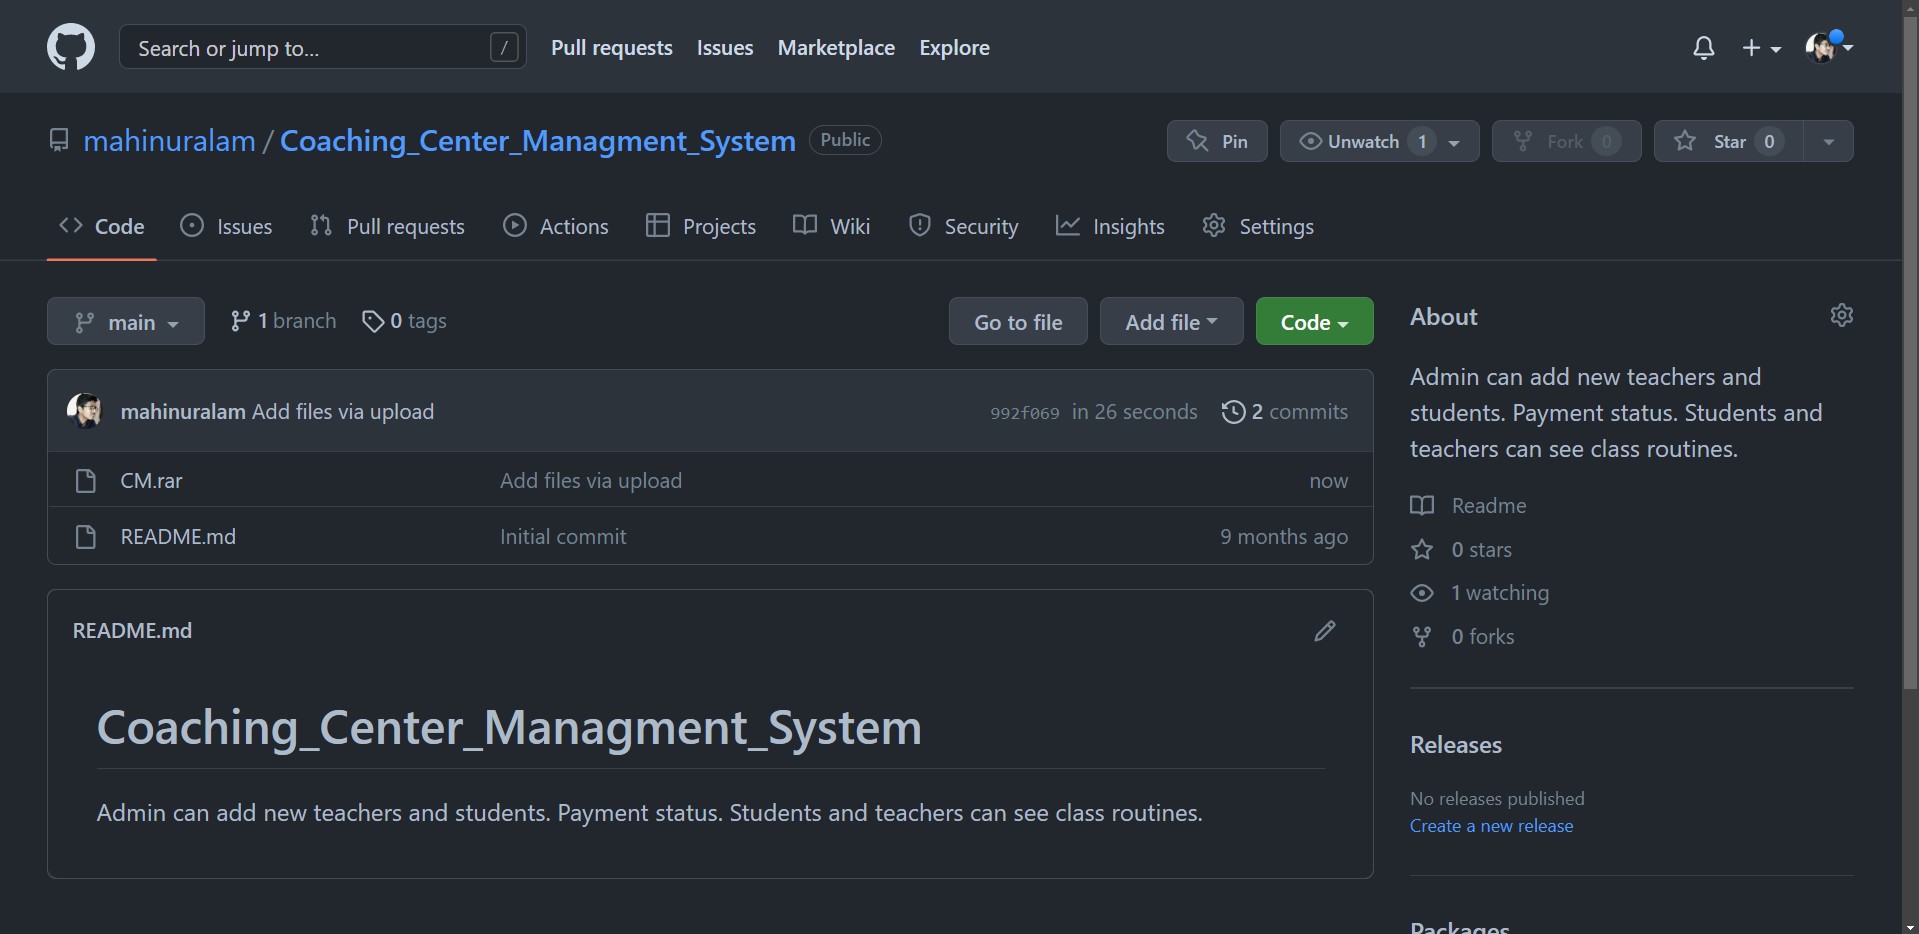 Search or jump to... / Pull requests Issues Marketplace Explore
mahinuralam / Coaching_Center_Managment_System Public Pin Unwatch 1 Fork 0 Star 0
Code Issues Pull requests Actions Projects Wiki Security Insights Settings
main 1 branch 0 tags Go to file Add file Code
mahinuralam Add files via upload 992f069 in 26 seconds 2 commits
CM.rar Add files via upload now
README.md Initial commit 9 months ago
README.md
Coaching_Center_Managment_System
Admin can add new teachers and students. Payment status. Students and teachers can see class routines.
About
Admin can add new teachers and
students. Payment status. Students and
teachers can see class routines.
Readme
0 stars
1 watching
0 forks
Releases
No releases published
Create a new release
Packages